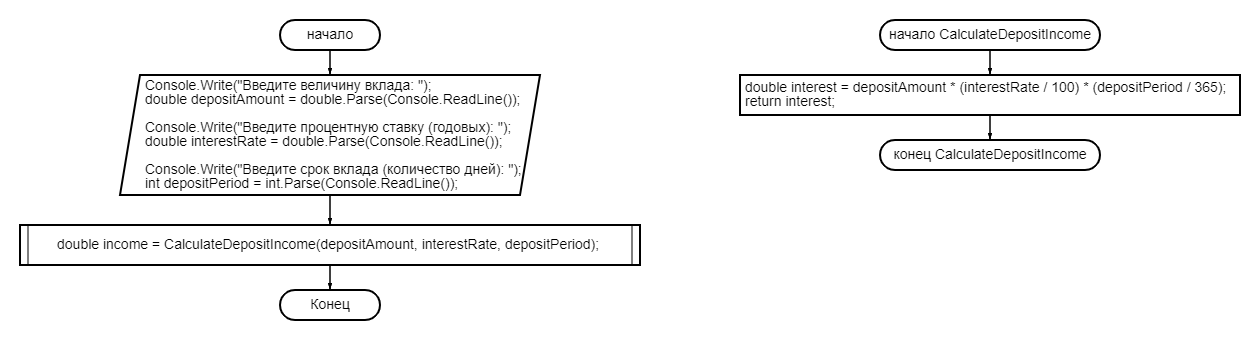 начало
Console.Write("Введите величину вклада: ");
double depositAmount = double.Parse(Console.ReadLine());
Console.Write("Введите процентную ставку (годовых): ");
double interestRate = double.Parse(Console.ReadLine());
Console.Write("Введите срок вклада (количество дней): ");
int depositPeriod = int.Parse(Console.ReadLine());
double income = CalculateDepositIncome(depositAmount, interestRate, depositPeriod);
Конец
начало CalculateDepositIncome
double interest = depositAmount * (interestRate / 100) * (depositPeriod / 365);
return interest;
конец CalculateDepositIncome